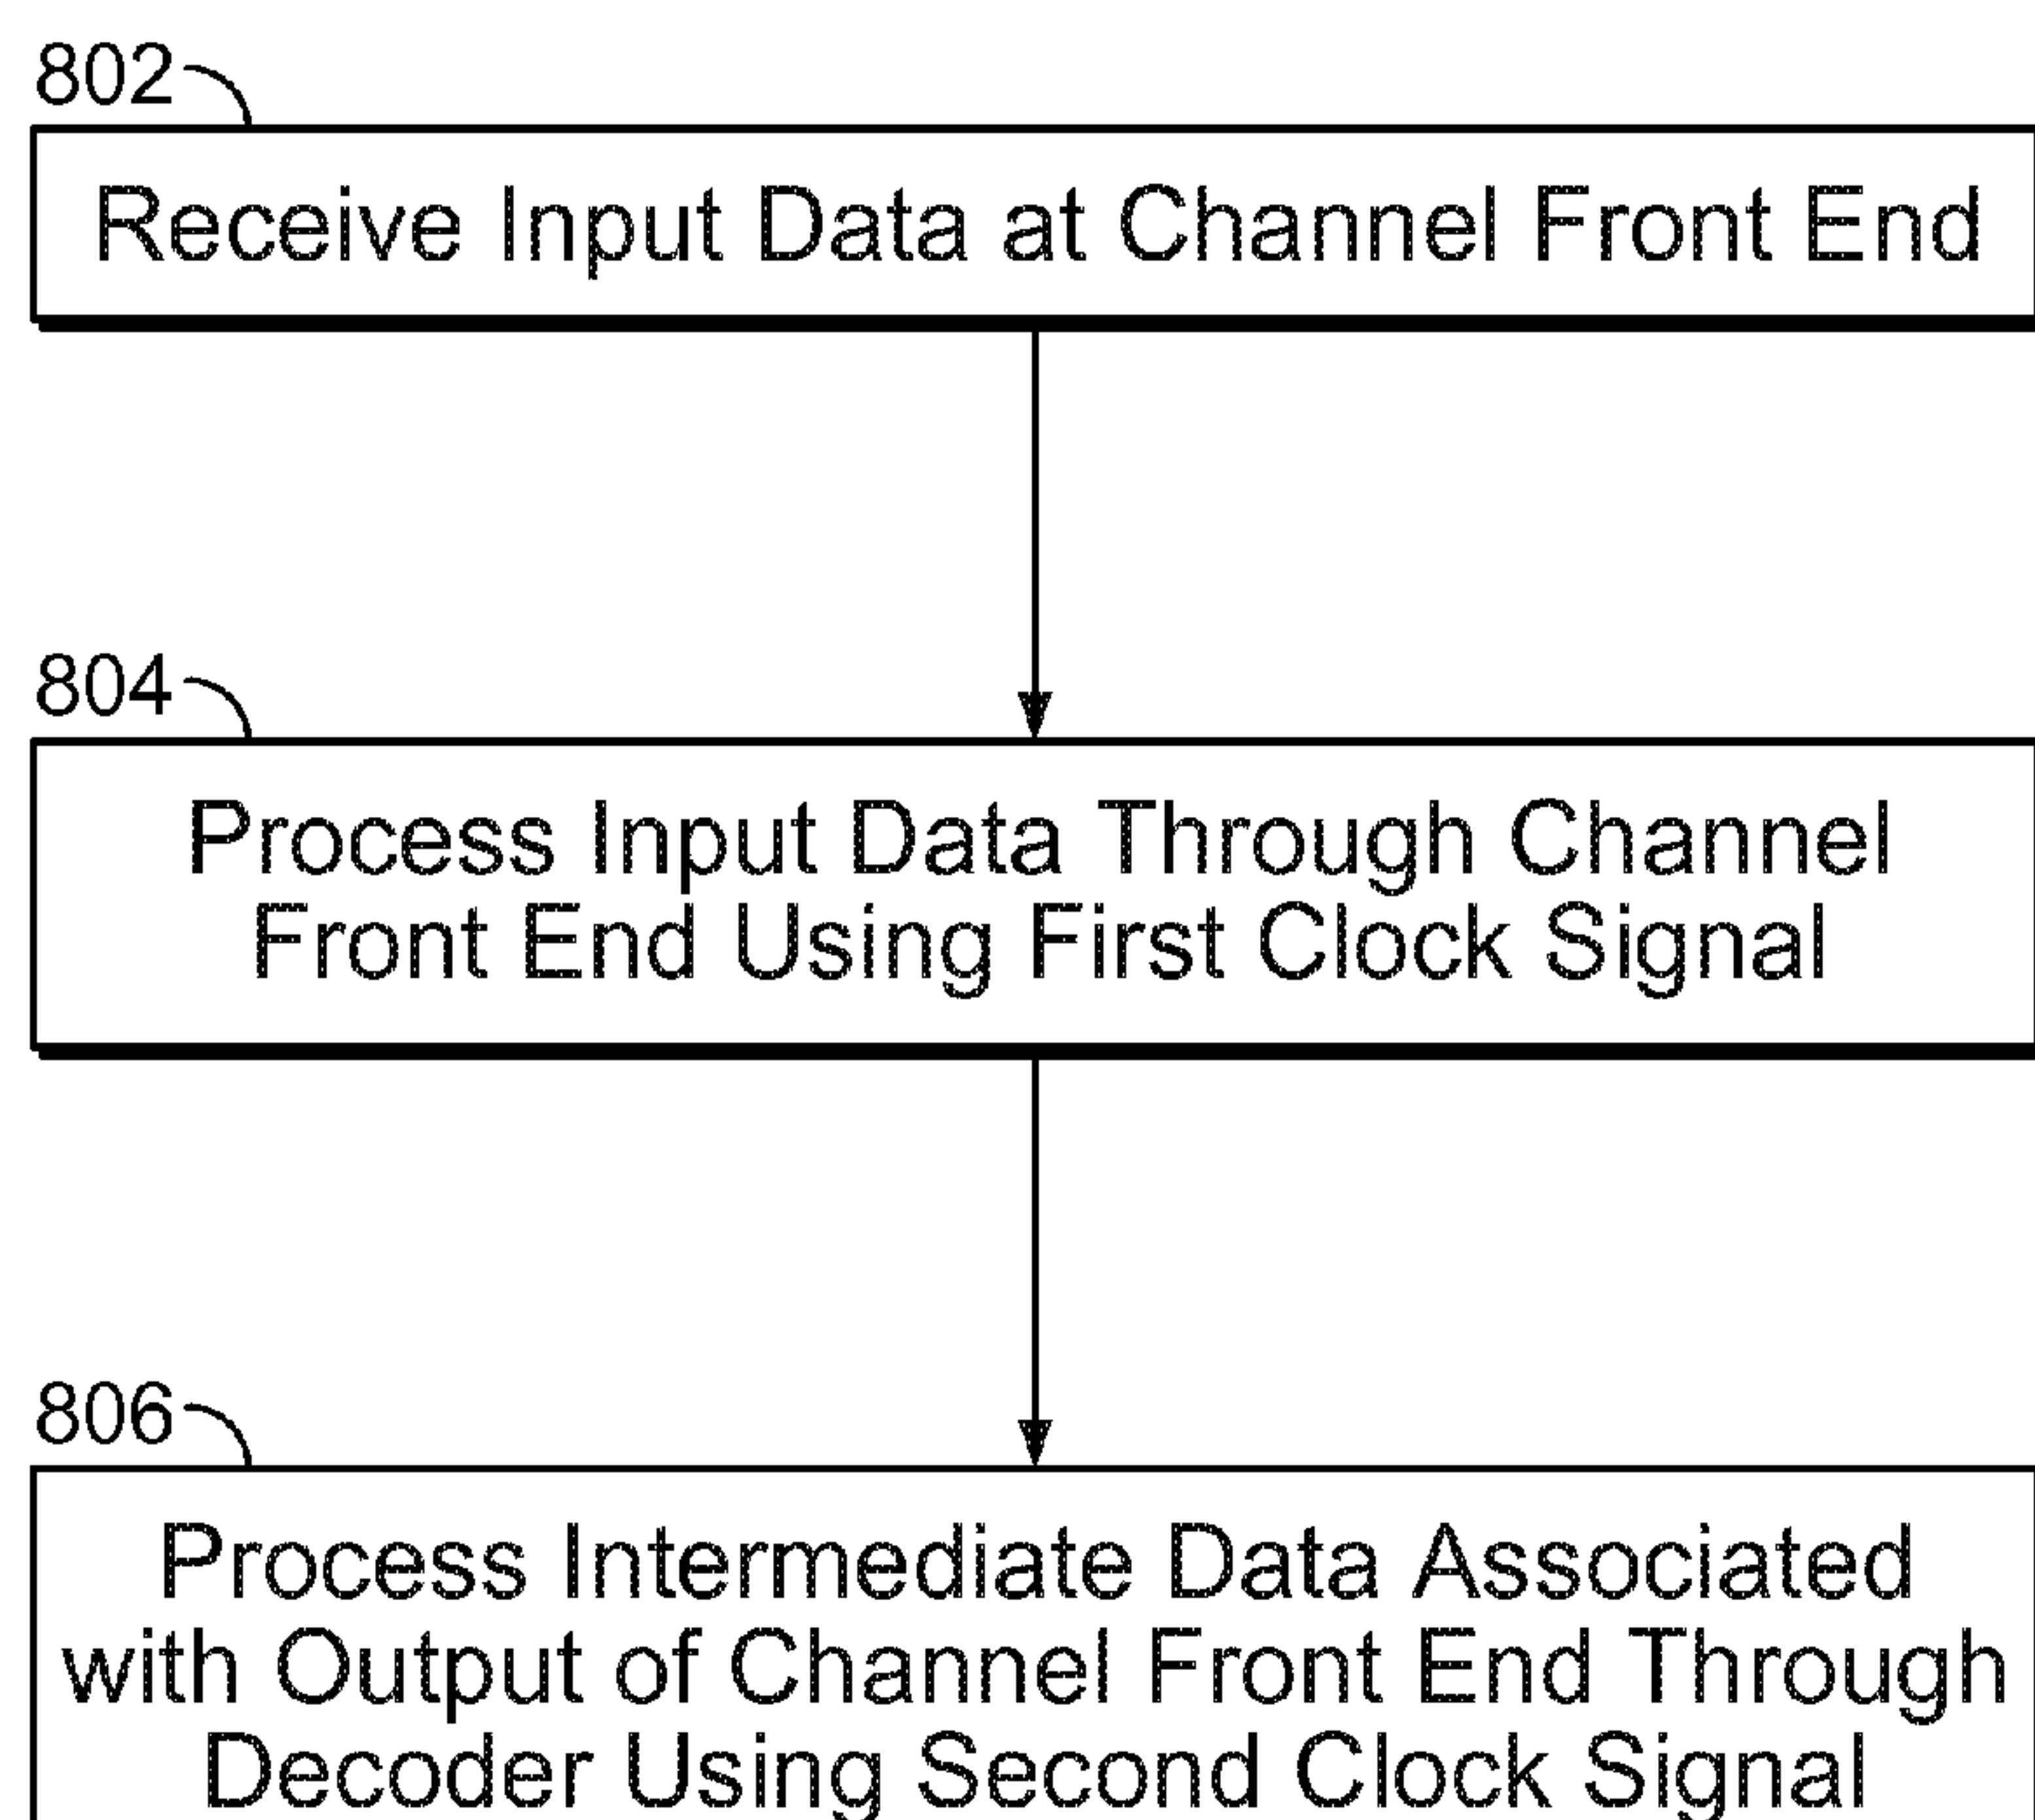 802
Receive Input Data at Channel Front End
804
Process Input Data Through Channel
Front End Using First Clock Signal
806
Process Intermediate Data Associated
with Output of Channel Front End Through
Decoder Using Second Clock Signal